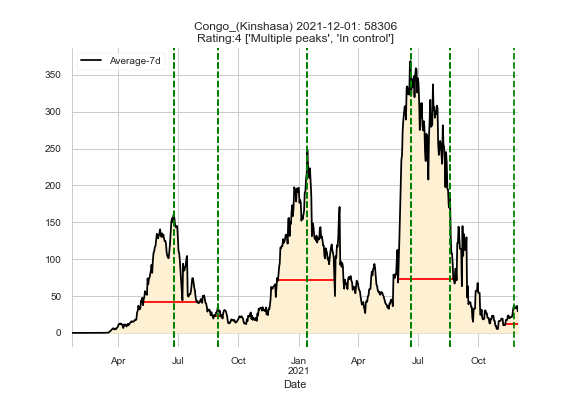 Congo_(Kinshasa) 2021-12-01: 58306
Rating:4 ['Multiple peaks', 'In control']
Average-7d
350
300
250
200
150
100
50
0
Apr
Jul
Oct
Jan
2021
Apr
Jul
Oct
Date